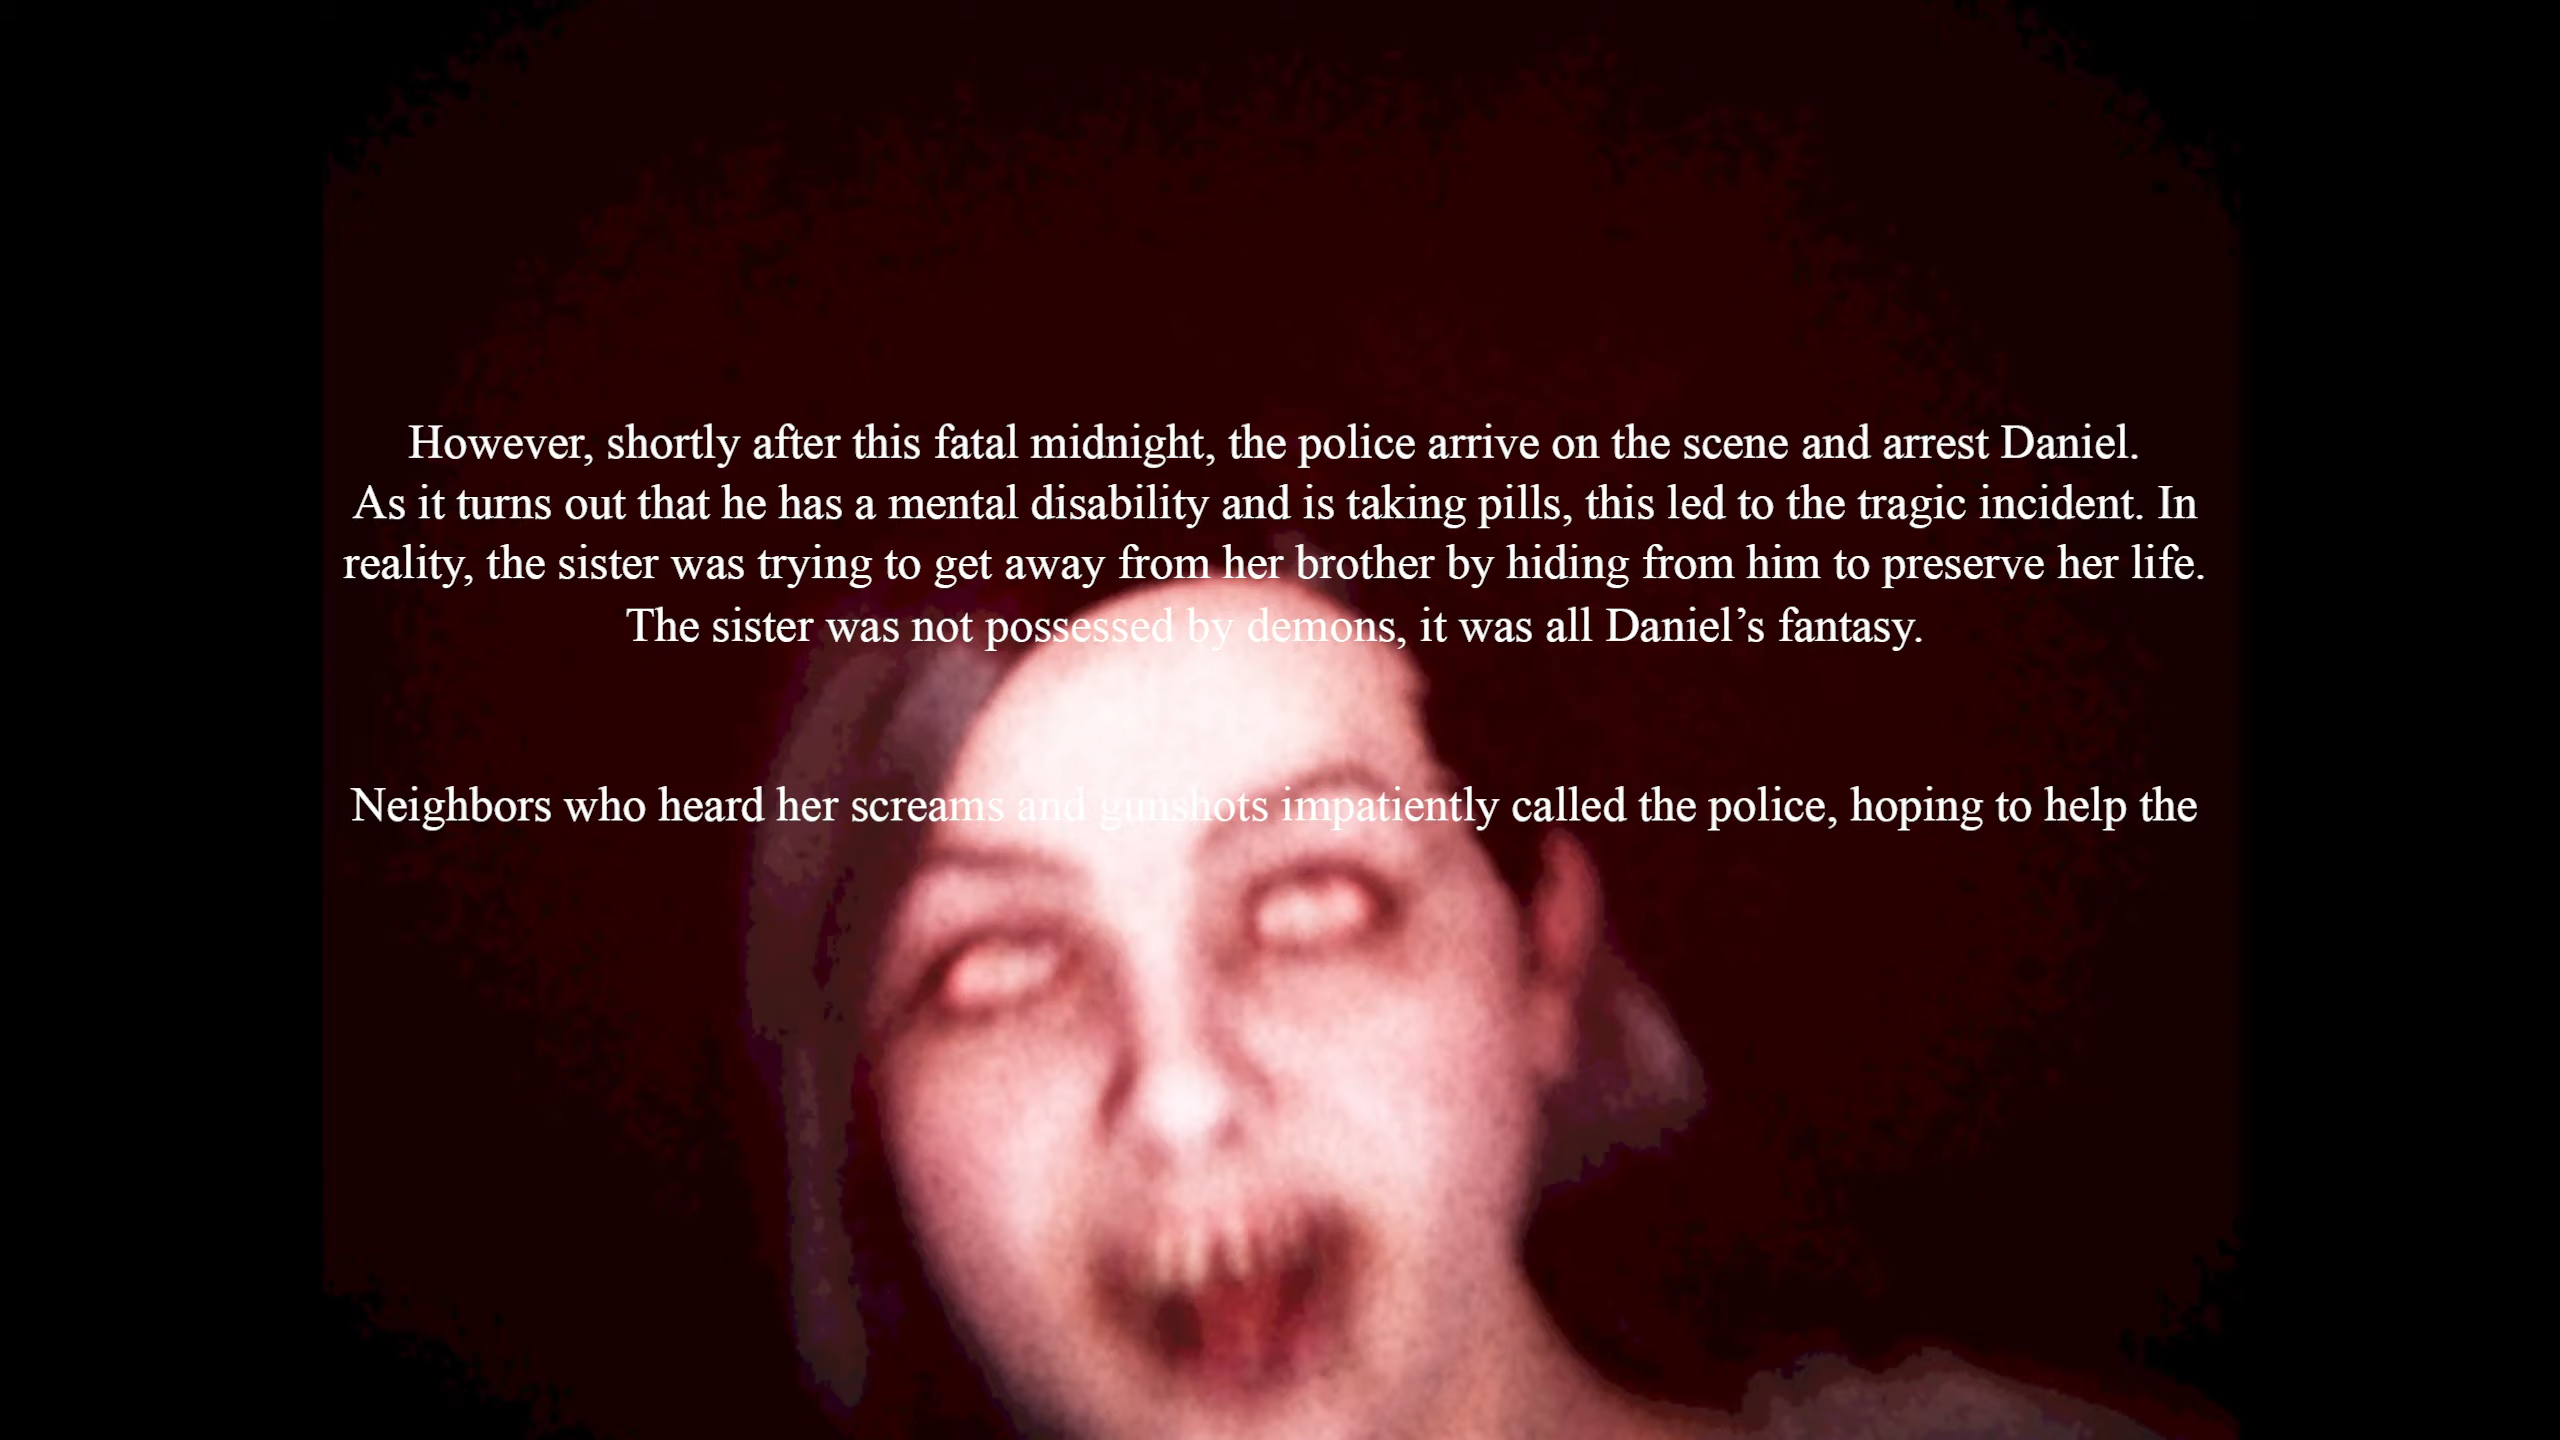 However, shortly after this fatal midnight, the police arrive on the scene and arrest Daniel.
As it turns out that he has a mental disability and is taking pills, this led to the tragic incident. In
reality, the sister was trying to get away from her brother by hiding from him to preserve her life.
The sister was not possessed by demons, it was all Daniel’s fantasy.
Neighbors who heard her screams and gunshots impatiently called the police, hoping to help the